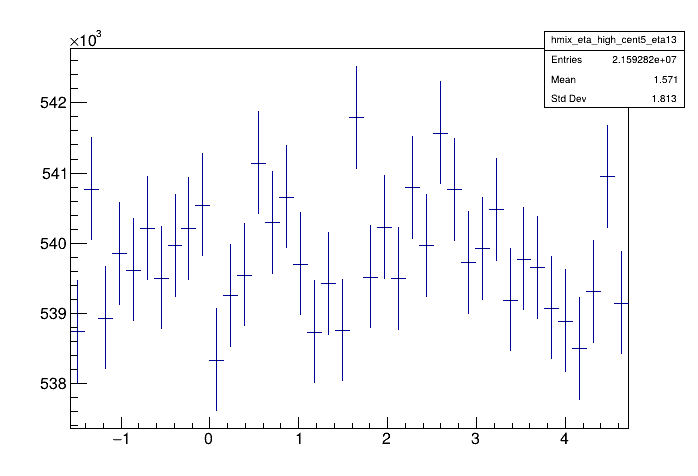 ×10³
hmix_eta_high_cent5_eta13
Entries 2.159282e+07
Mean 1.571
Std Dev 1.813
542
541
540
539
538
−1 0 1 2 3 4